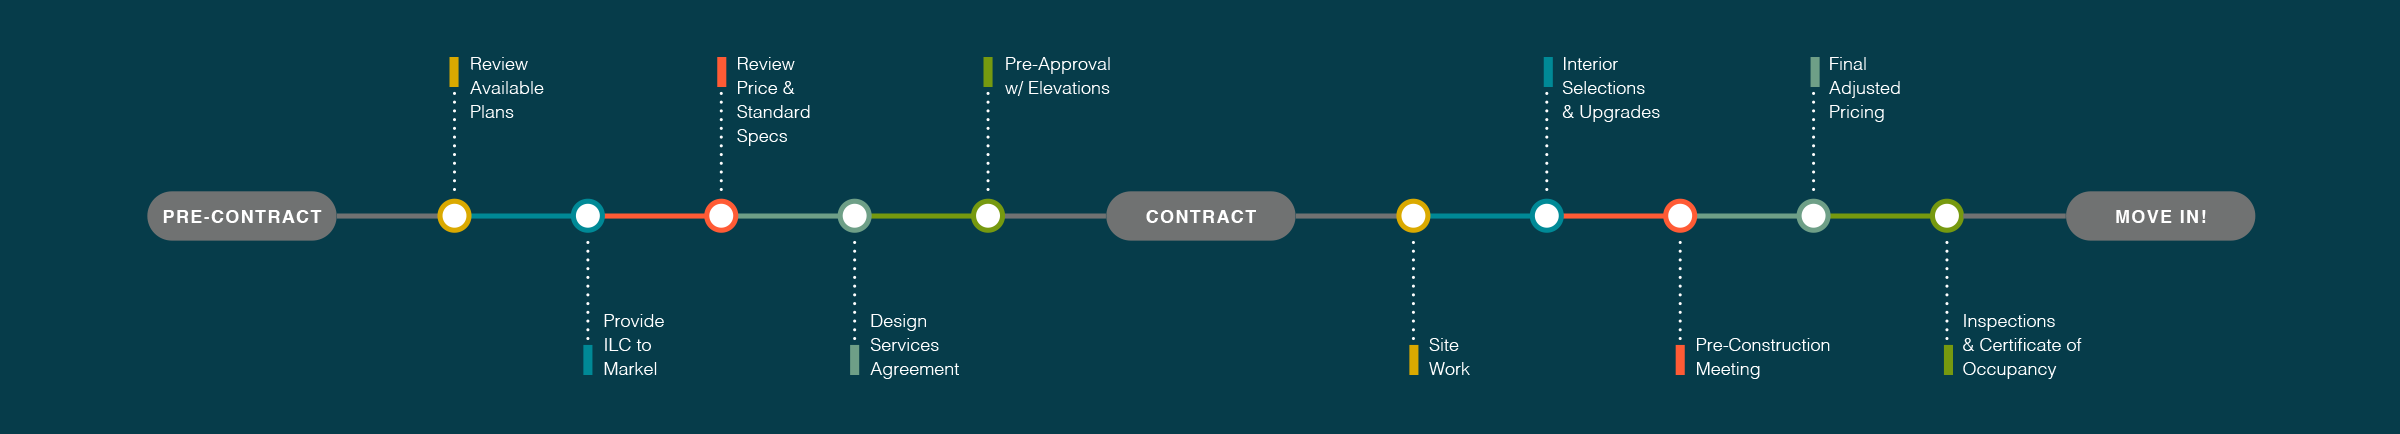 PRE-CONTRACT
Review
Available
Plans
Provide
ILC to
Markel
Review
Price &
Standard
Specs
Design
Services
Agreement
Pre-Approval
w/ Elevations
CONTRACT
Site
Work
Interior
Selections
& Upgrades
Pre-Construction
Meeting
Final
Adjusted
Pricing
Inspections
& Certificate of
Occupancy
MOVE IN!